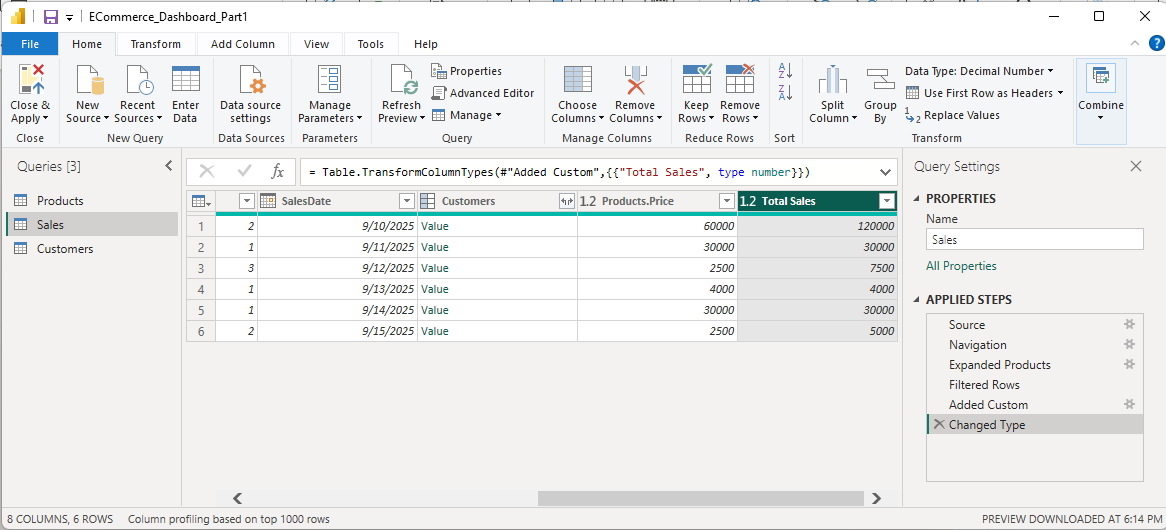 ECommerce_Dashboard_Part1
File Home Transform Add Column View Tools Help
Close & Apply
Close
New Source
Recent Sources
Enter Data
New Query
Data source settings
Data Sources
Manage Parameters
Parameters
Refresh Preview
Properties
Advanced Editor
Manage
Query
Choose Columns
Remove Columns
Manage Columns
Keep Rows
Remove Rows
Reduce Rows
Sort
Split Column
Group By
Data Type: Decimal Number
Use First Row as Headers
Replace Values
Transform
Combine
Queries [3]
Products
Sales
Customers
fx = Table.TransformColumnTypes(#"Added Custom",{{"Total Sales", type number}})
SalesDate Customers 1.2 Products.Price 1.2 Total Sales
1 2 9/10/2025 Value 60000 120000
2 1 9/11/2025 Value 30000 30000
3 3 9/12/2025 Value 2500 7500
4 1 9/13/2025 Value 4000 4000
5 1 9/14/2025 Value 30000 30000
6 2 9/15/2025 Value 2500 5000
Query Settings
PROPERTIES
Name
Sales
All Properties
APPLIED STEPS
Source
Navigation
Expanded Products
Filtered Rows
Added Custom
Changed Type
8 COLUMNS, 6 ROWS Column profiling based on top 1000 rows PREVIEW DOWNLOADED AT 6:14 PM